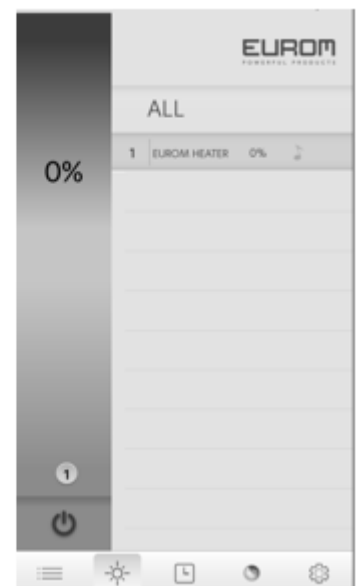 EUROM
POWERFUL PRODUCTS
ALL
1 EUROM HEATER 0%
0%
1